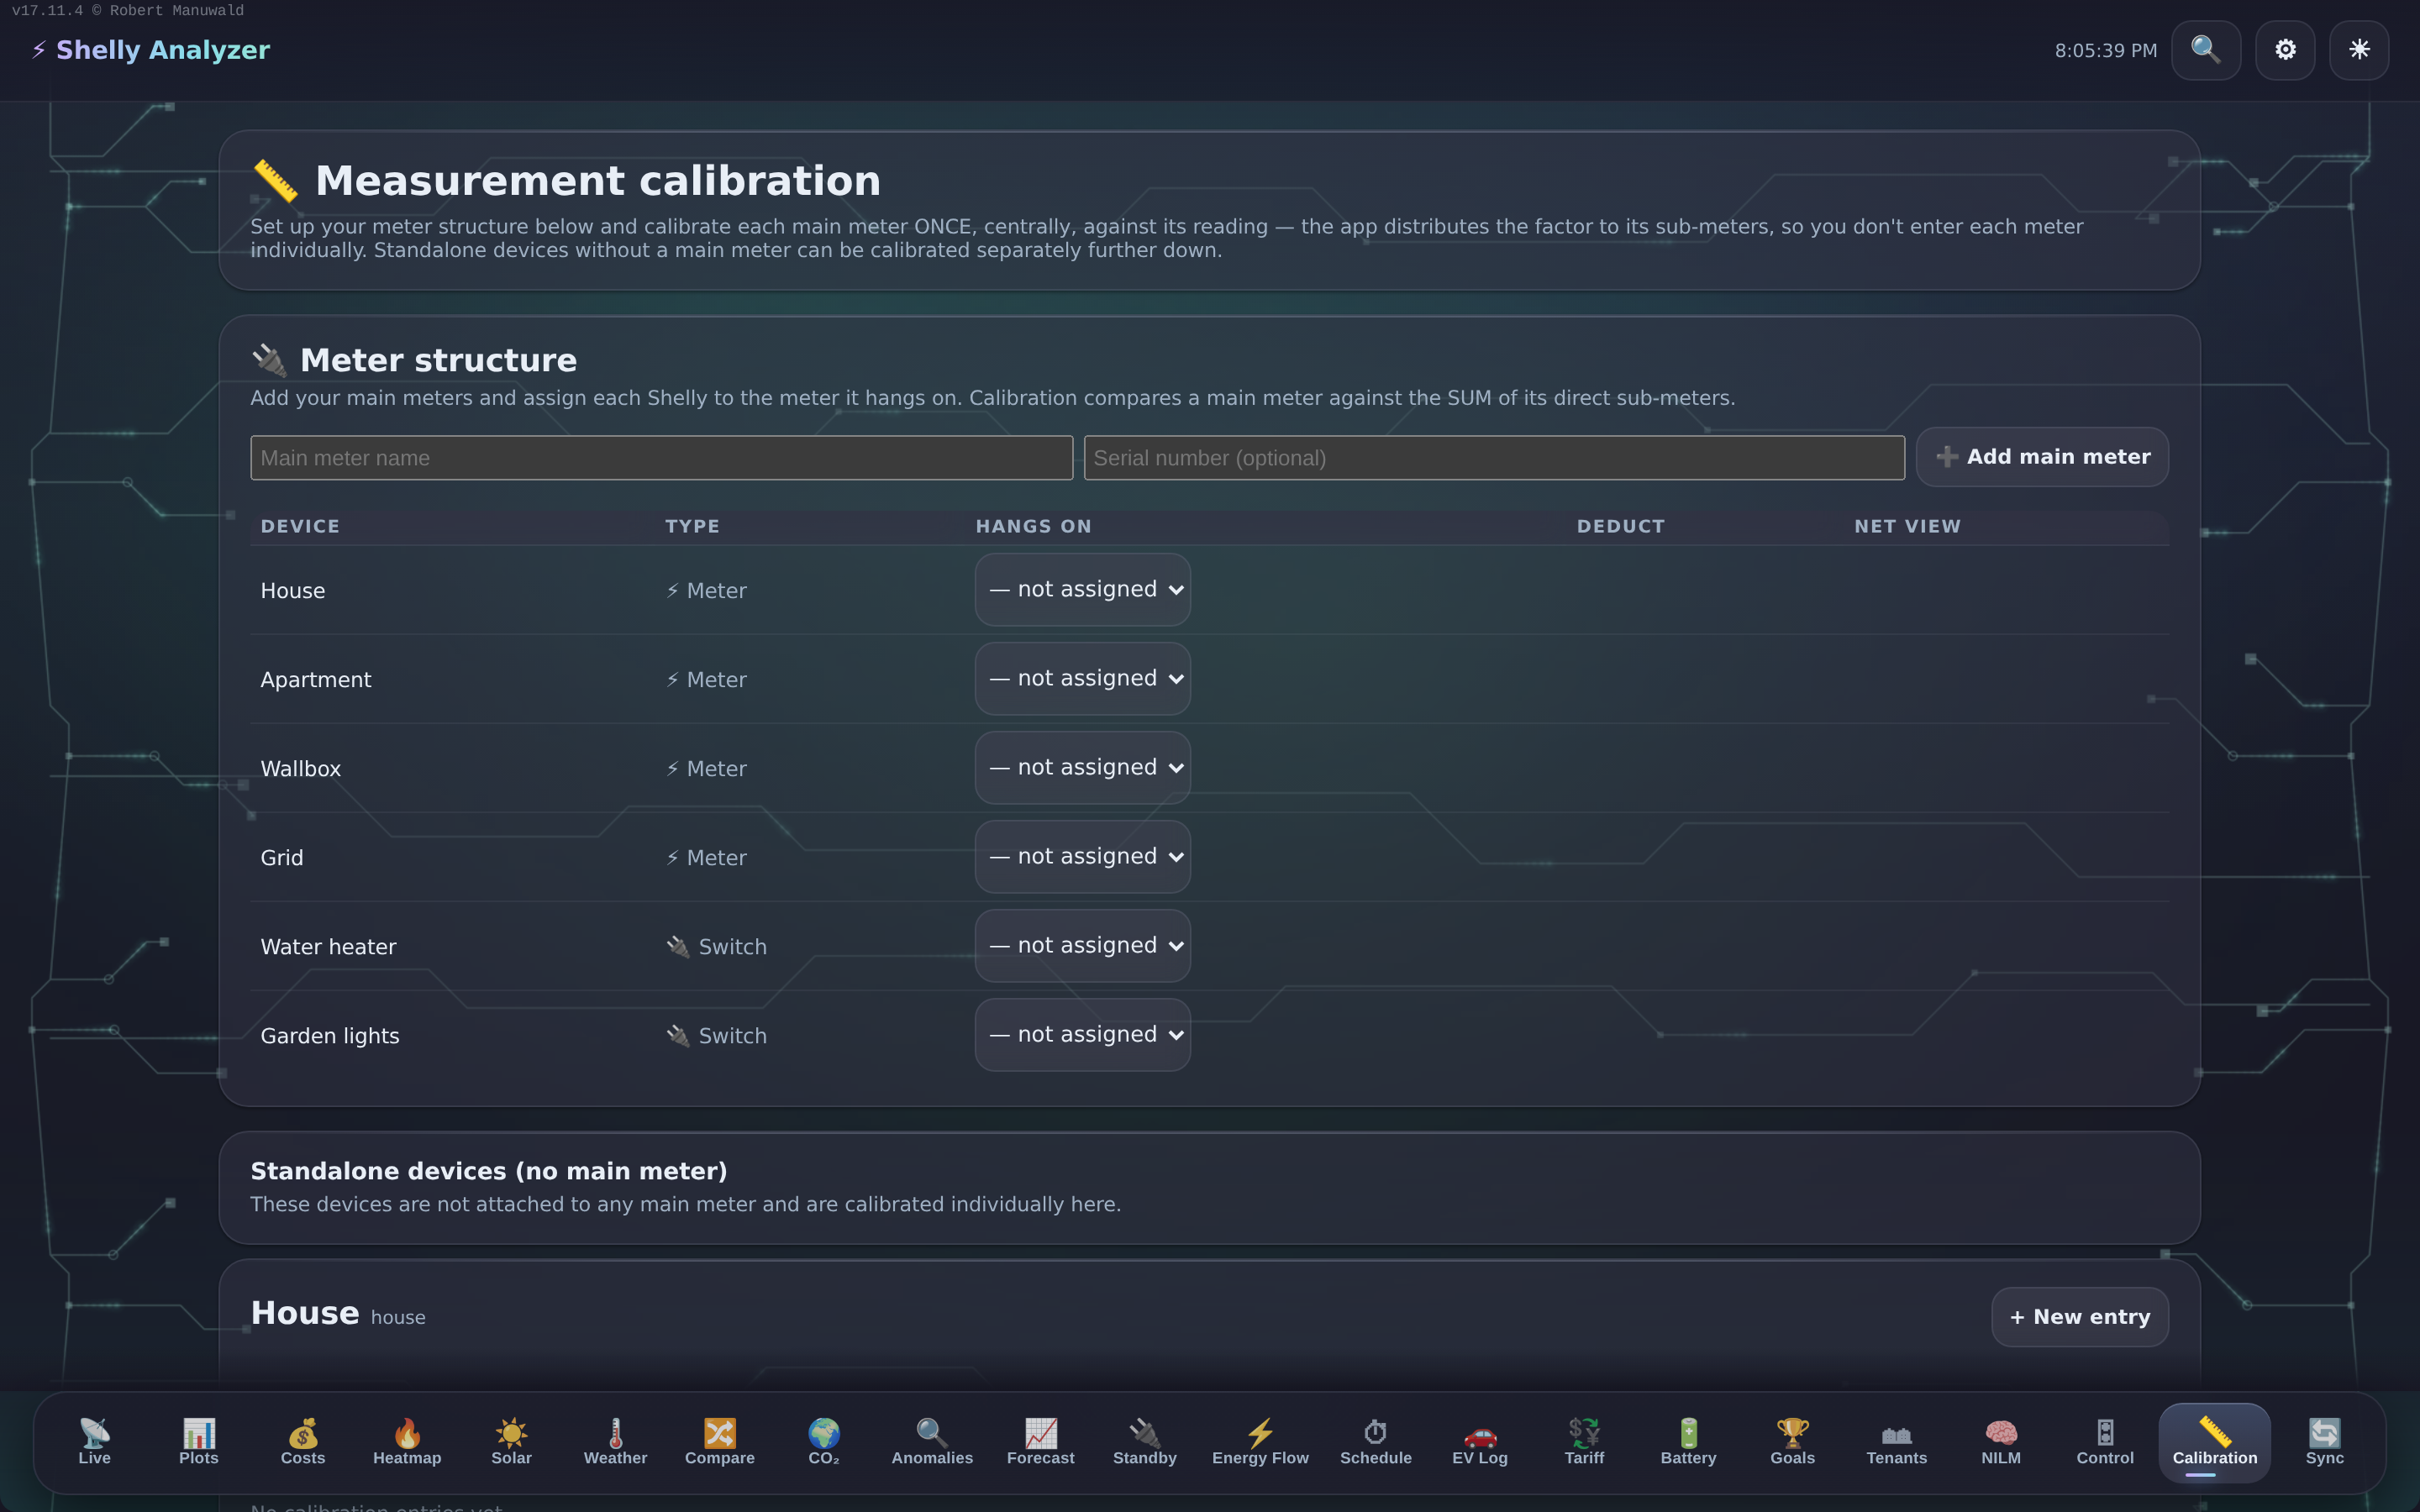 v17.11.4 © Robert Manuwald
⚡ Shelly Analyzer
8:05:39 PM
Measurement calibration
Set up your meter structure below and calibrate each main meter ONCE, centrally, against its reading — the app distributes the factor to its sub-meters, so you don't enter each meter
individually. Standalone devices without a main meter can be calibrated separately further down.
Meter structure
Add your main meters and assign each Shelly to the meter it hangs on. Calibration compares a main meter against the SUM of its direct sub-meters.
Main meter name
Serial number (optional)
➕ Add main meter
DEVICE TYPE HANGS ON DEDUCT NET VIEW
House ⚡ Meter — not assigned
Apartment ⚡ Meter — not assigned
Wallbox ⚡ Meter — not assigned
Grid ⚡ Meter — not assigned
Water heater 🔌 Switch — not assigned
Garden lights 🔌 Switch — not assigned
Standalone devices (no main meter)
These devices are not attached to any main meter and are calibrated individually here.
House house
+ New entry
Live Plots Costs Heatmap Solar Weather Compare CO₂ Anomalies Forecast Standby Energy Flow Schedule EV Log Tariff Battery Goals Tenants NILM Control Calibration Sync
No calibration entries yet